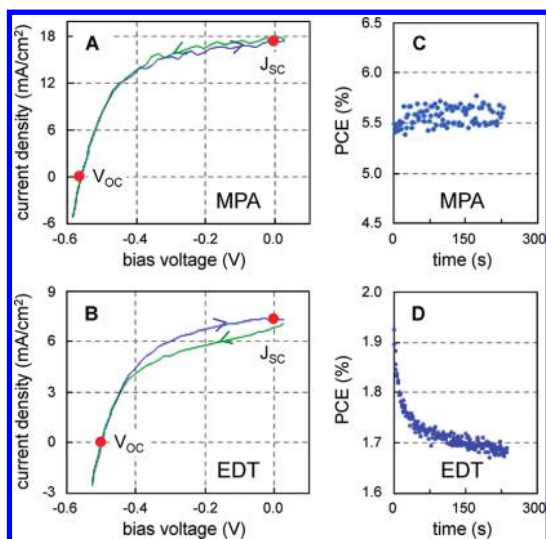 A
current density (mA/cm²)
18
12
6
0
-6
J_SC
V_OC
MPA
-0.6
-0.4
-0.2
0.0
bias voltage (V)
C
PCE (%)
6.5
6.0
5.5
5.0
4.5
MPA
0
150
300
time (s)
B
current density (mA/cm²)
9
6
3
0
-3
J_SC
V_OC
EDT
-0.6
-0.4
-0.2
0.0
bias voltage (V)
D
PCE (%)
2.0
1.9
1.8
1.7
1.6
EDT
0
150
300
time (s)